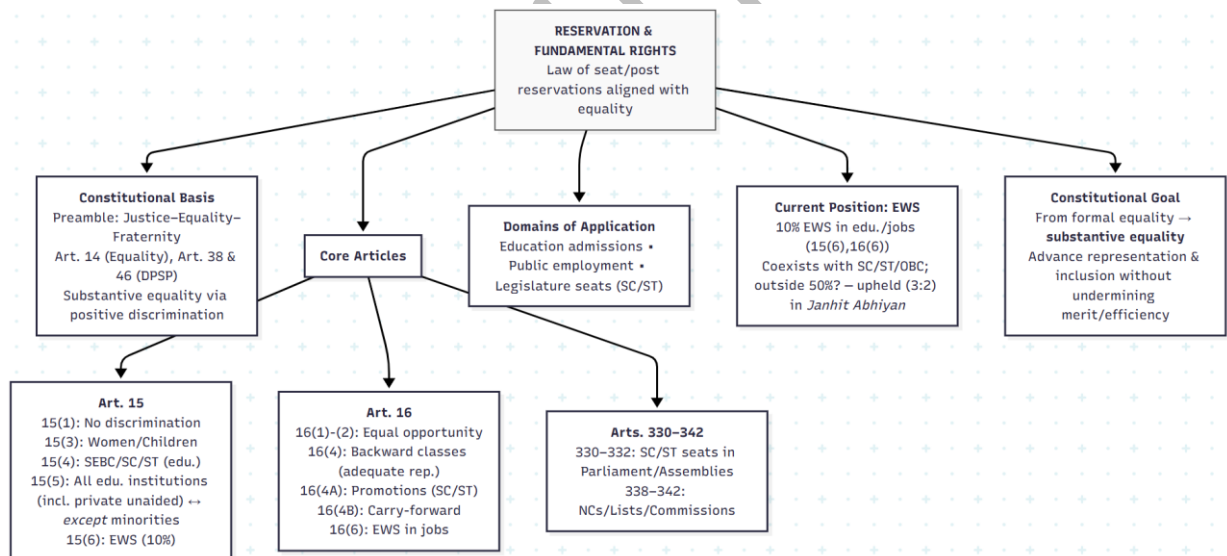 RESERVATION &
FUNDAMENTAL RIGHTS
Law of seat/post
reservations aligned with
equality
Constitutional Basis
Preamble: Justice–Equality–
Fraternity
Art. 14 (Equality), Art. 38 &
46 (DPSP)
Substantive equality via
positive discrimination
Core Articles
Domains of Application
Education admissions •
Public employment •
Legislature seats (SC/ST)
Current Position: EWS
10% EWS in edu./jobs
(15(6),16(6))
Coexists with SC/ST/OBC;
outside 50%? — upheld (3:2)
in Janhit Abhiyan
Constitutional Goal
From formal equality →
substantive equality
Advance representation &
inclusion without
undermining
merit/efficiency
Art. 15
15(1): No discrimination
15(3): Women/Children
15(4): SEBC/SC/ST (edu.)
15(5): All edu. institutions
(incl. private unaided) ↔
except minorities
15(6): EWS (10%)
Art. 16
16(1)-(2): Equal opportunity
16(4): Backward classes
(adequate rep.)
16(4A): Promotions (SC/ST)
16(4B): Carry-forward
16(6): EWS in jobs
Arts. 330–342
330–332: SC/ST seats in
Parliament/Assemblies
338–342:
NCs/Lists/Commissions